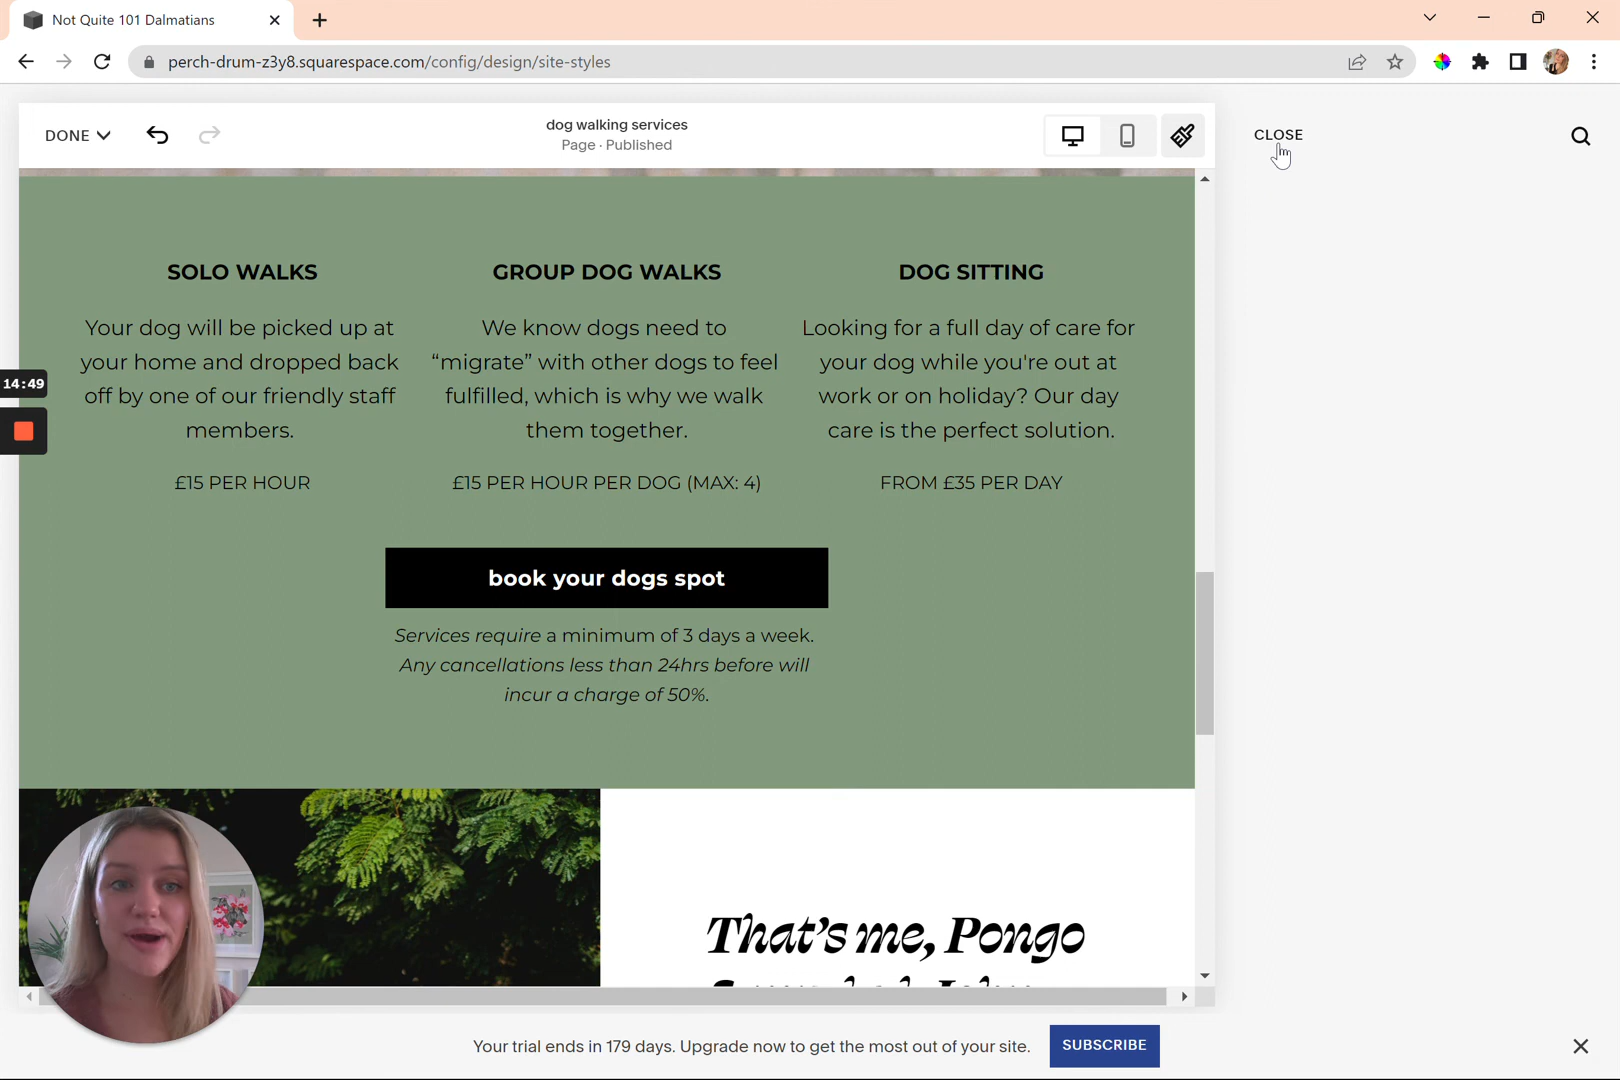 Not Quite 101 Dalmatians
perch-drum-z3y8.squarespace.com/config/design/site-styles
DONE
dog walking services
Page · Published
CLOSE
SOLO WALKS
Your dog will be picked up at
your home and dropped back
off by one of our friendly staff
members.
£15 PER HOUR
GROUP DOG WALKS
We know dogs need to
“migrate” with other dogs to feel
fulfilled, which is why we walk
them together.
£15 PER HOUR PER DOG (MAX: 4)
DOG SITTING
Looking for a full day of care for
your dog while you're out at
work or on holiday? Our day
care is the perfect solution.
FROM £35 PER DAY
14:49
book your dogs spot
Services require a minimum of 3 days a week.
Any cancellations less than 24hrs before will
incur a charge of 50%.
That’s me, Pongo
Your trial ends in 179 days. Upgrade now to get the most out of your site.
SUBSCRIBE